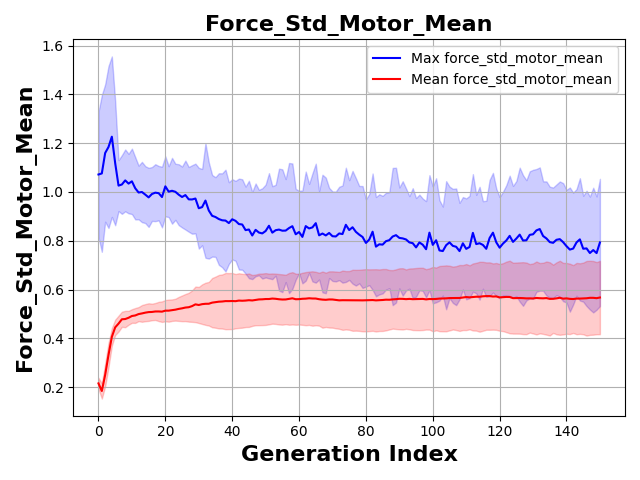 Force_Std_Motor_Mean
Max force_std_motor_mean
Mean force_std_motor_mean
Force_Std_Motor_Mean
1.6
1.4
1.2
1.0
0.8
0.6
0.4
0.2
0 20 40 60 80 100 120 140
Generation Index